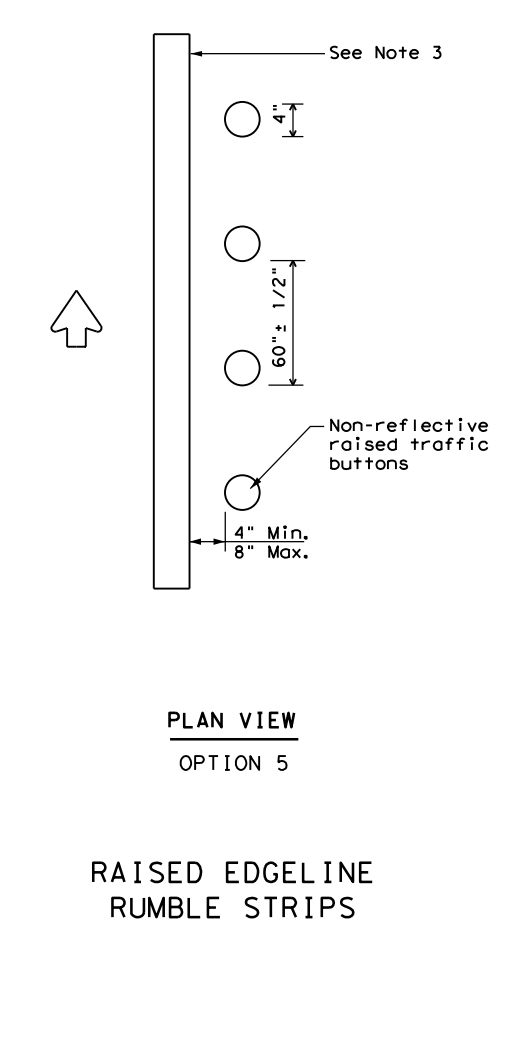 See Note 3
4"
60"± 1/2"
Non-reflective
raised traffic
buttons
4" Min.
8" Max.
PLAN VIEW
OPTION 5
RAISED EDGELINE
RUMBLE STRIPS